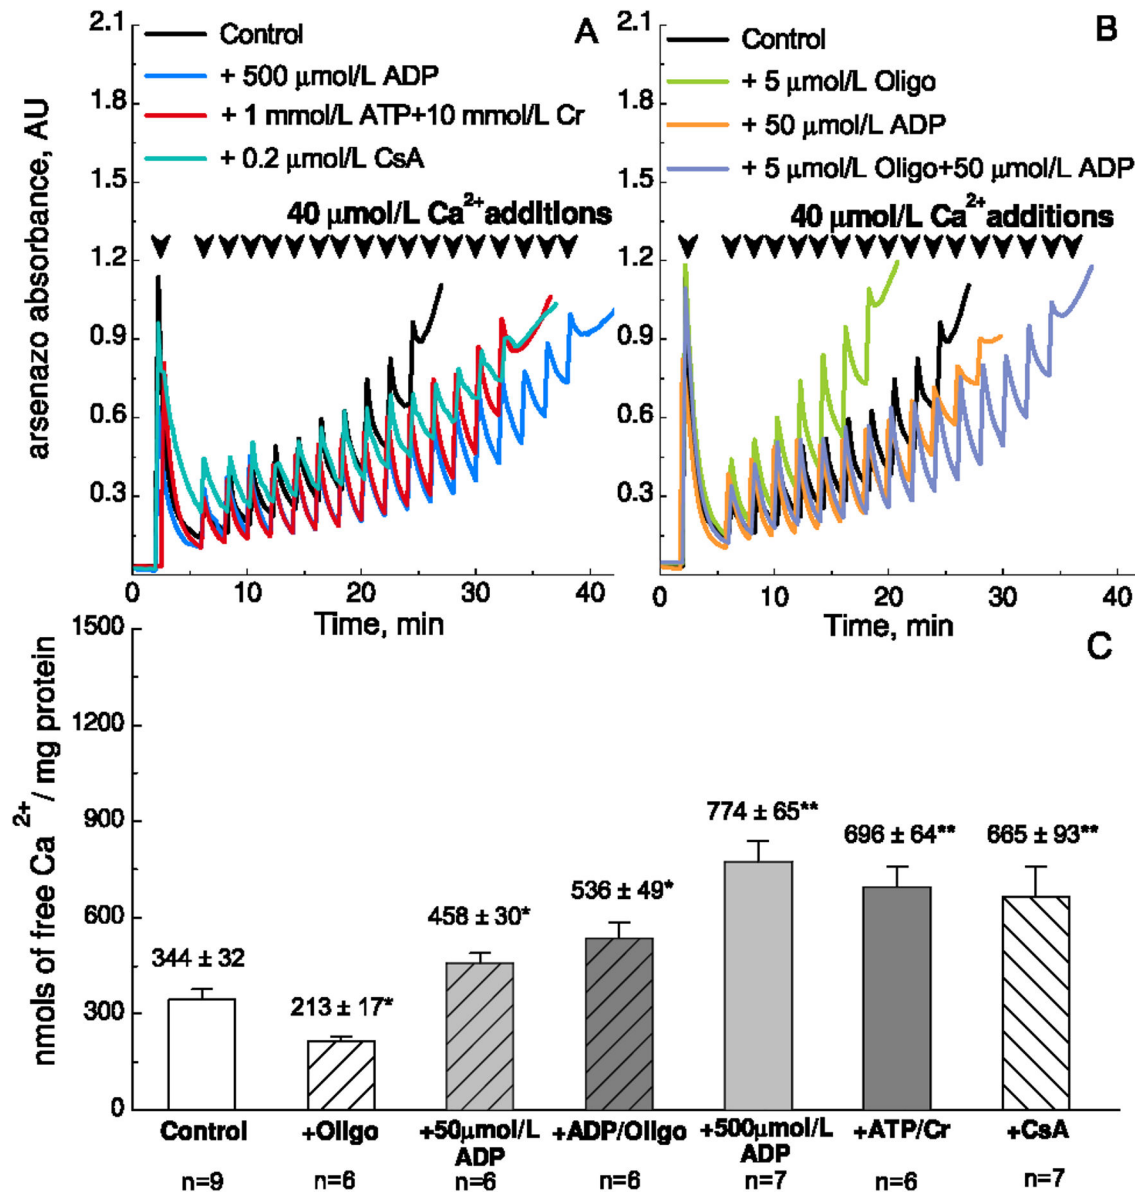 A
2.1
1.8
1.5
1.2
0.9
0.6
0.3
arsenazo absorbance, AU
Control
+ 500 μmol/L ADP
+ 1 mmol/L ATP+10 mmol/L Cr
+ 0.2 μmol/L CsA
40 μmol/L Ca2+additions
0 10 20 30 40
Time, min
B
2.1
1.8
1.5
1.2
0.9
0.6
0.3
Control
+ 5 μmol/L Oligo
+ 50 μmol/L ADP
+ 5 μmol/L Oligo+50 μmol/L ADP
40 μmol/L Ca2+additions
0 10 20 30 40
Time, min
C
1500
1200
900
600
300
0
nmols of free Ca2+/ mg protein
344 ± 32
213 ± 17*
458 ± 30*
536 ± 49*
774 ± 65**
696 ± 64**
665 ± 93**
Control
+Oligo
+50μmol/L
ADP
+ADP/Oligo
+500μmol/L
ADP
+ATP/Cr
+CsA
n=9 n=6 n=6 n=6 n=7 n=6 n=7